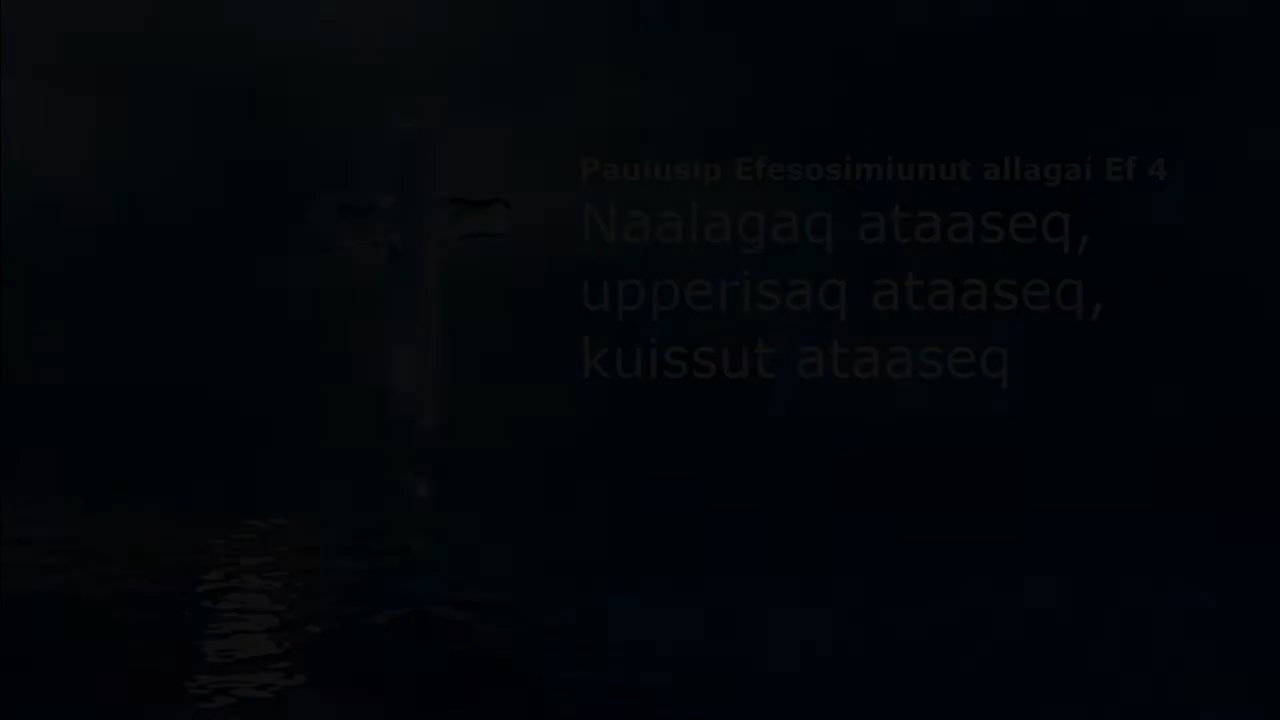 Paulusip Efesosimiunut allagai Ef 4
Naalagaq ataaseq,
upperisaq ataaseq,
kuissut ataaseq